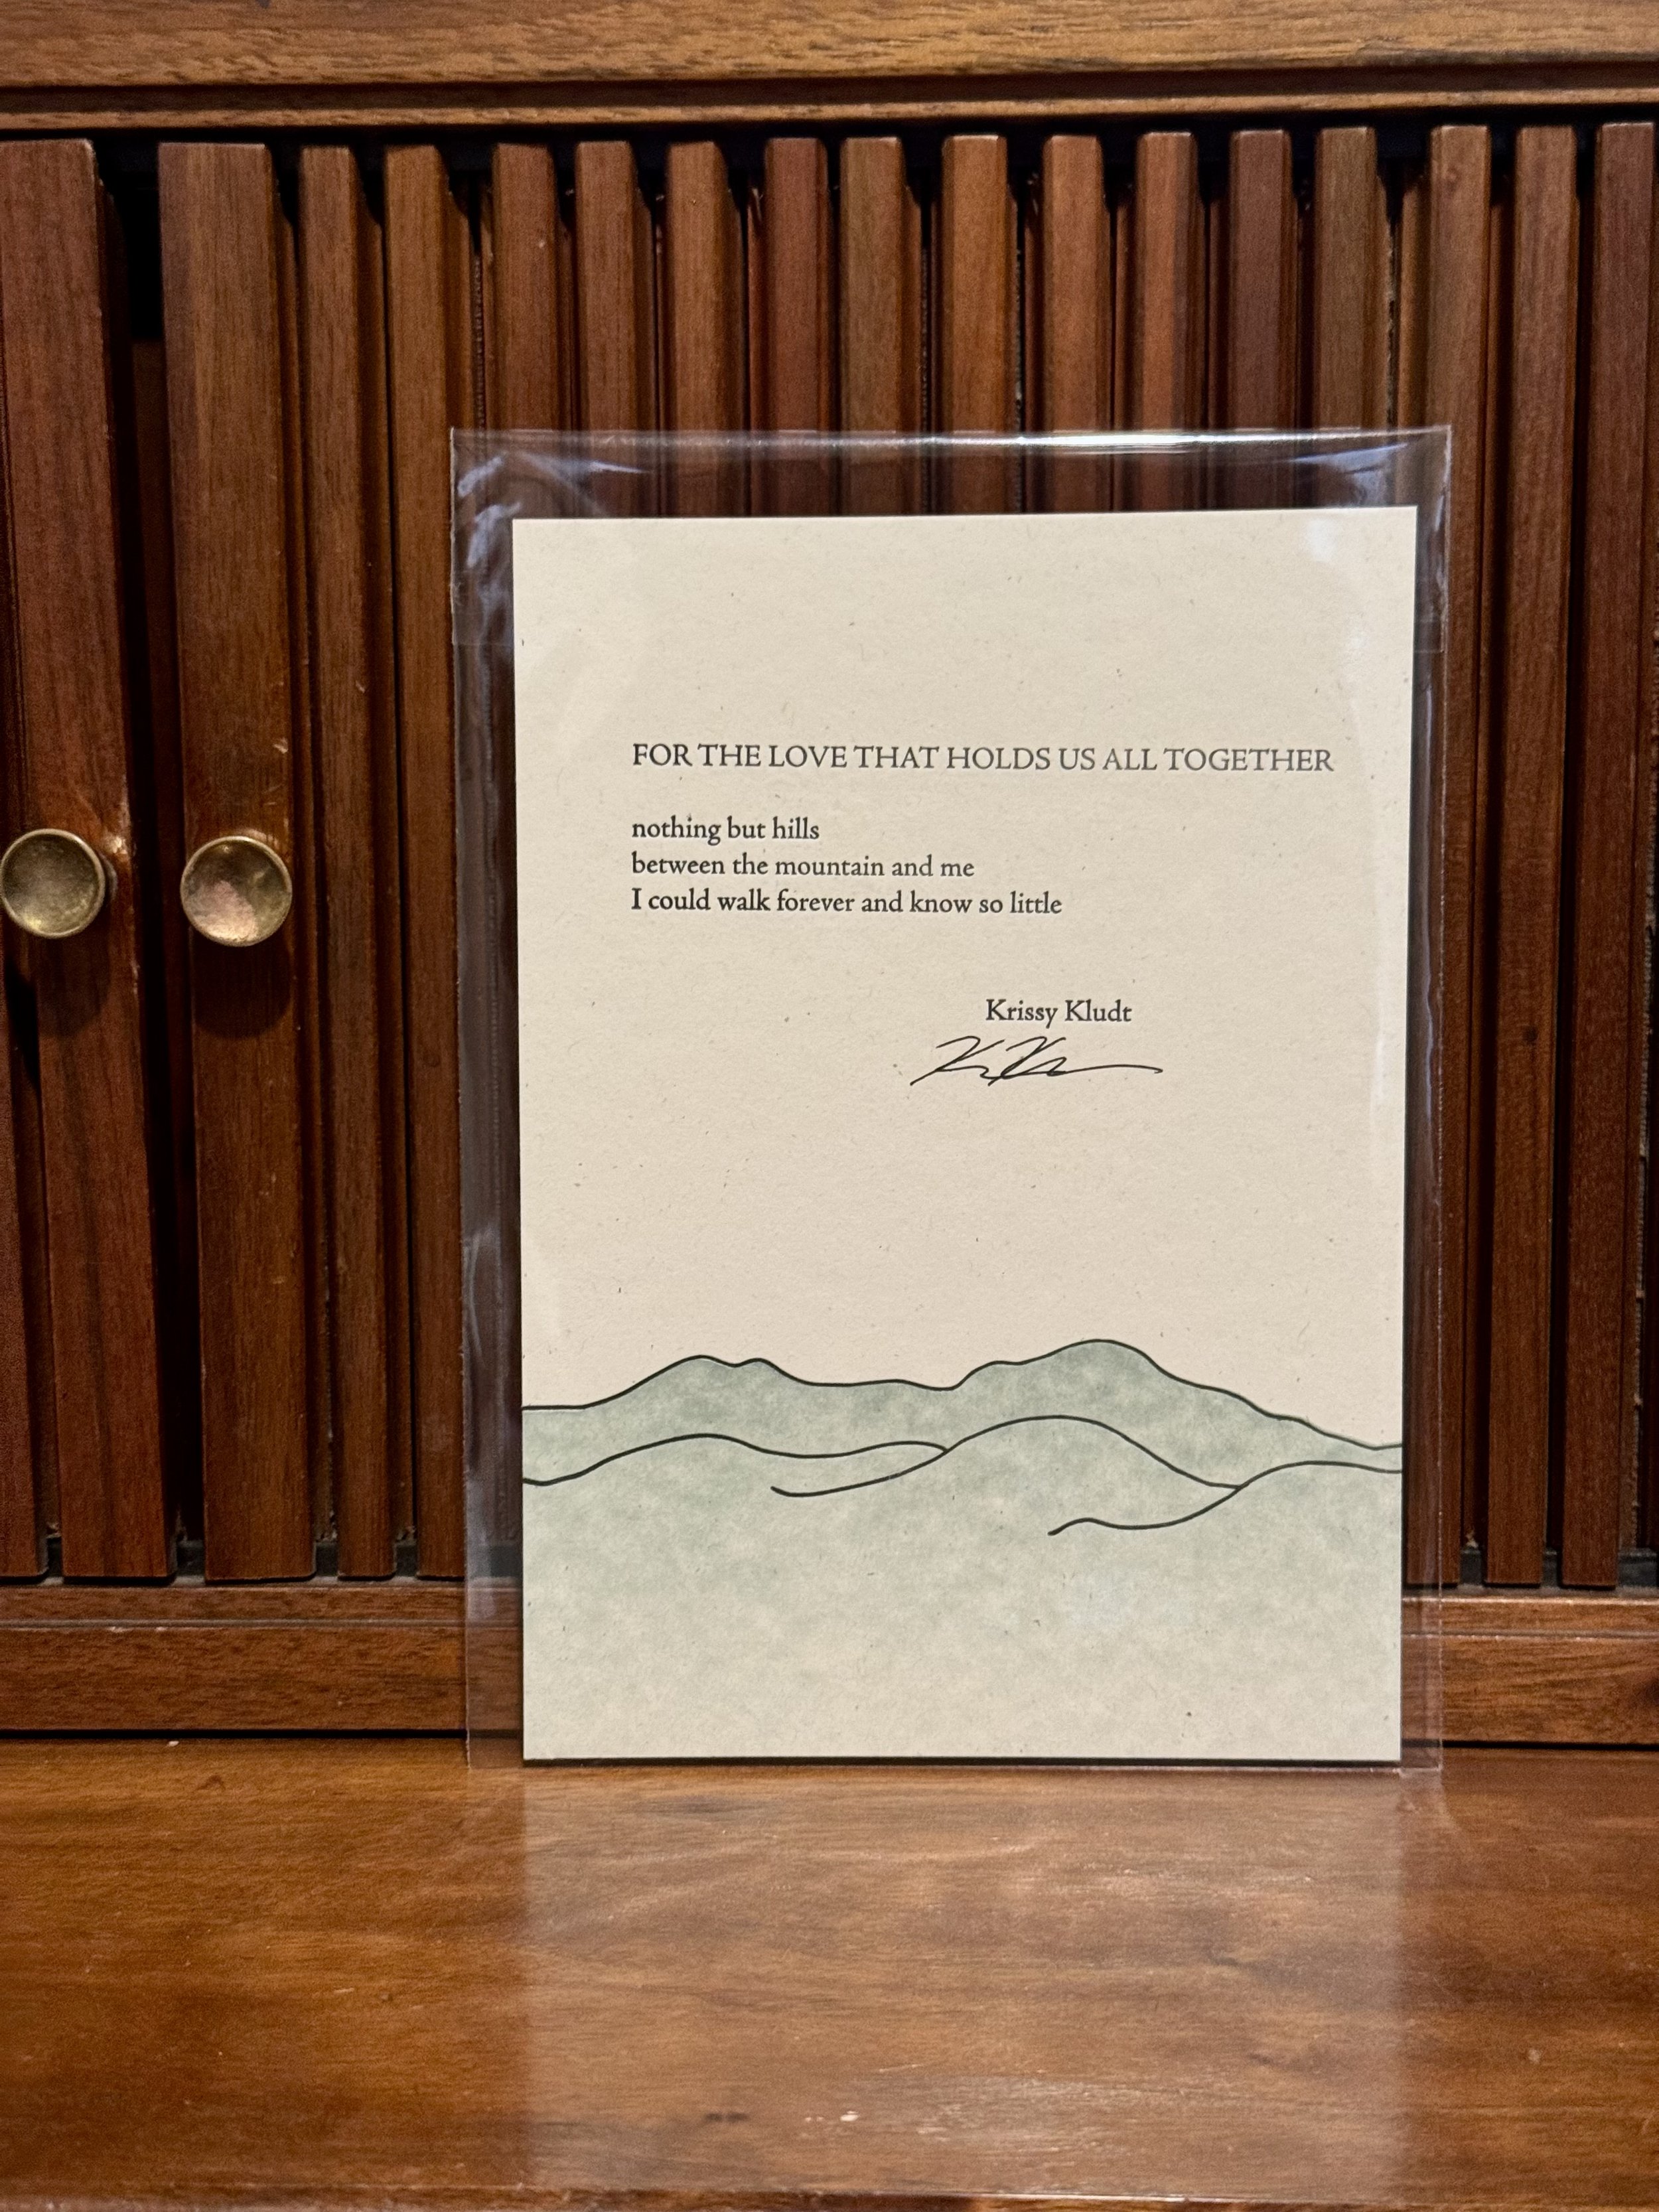 FOR THE LOVE THAT HOLDS US ALL TOGETHER
nothing but hills
between the mountain and me
I could walk forever and know so little
Krissy Kludt